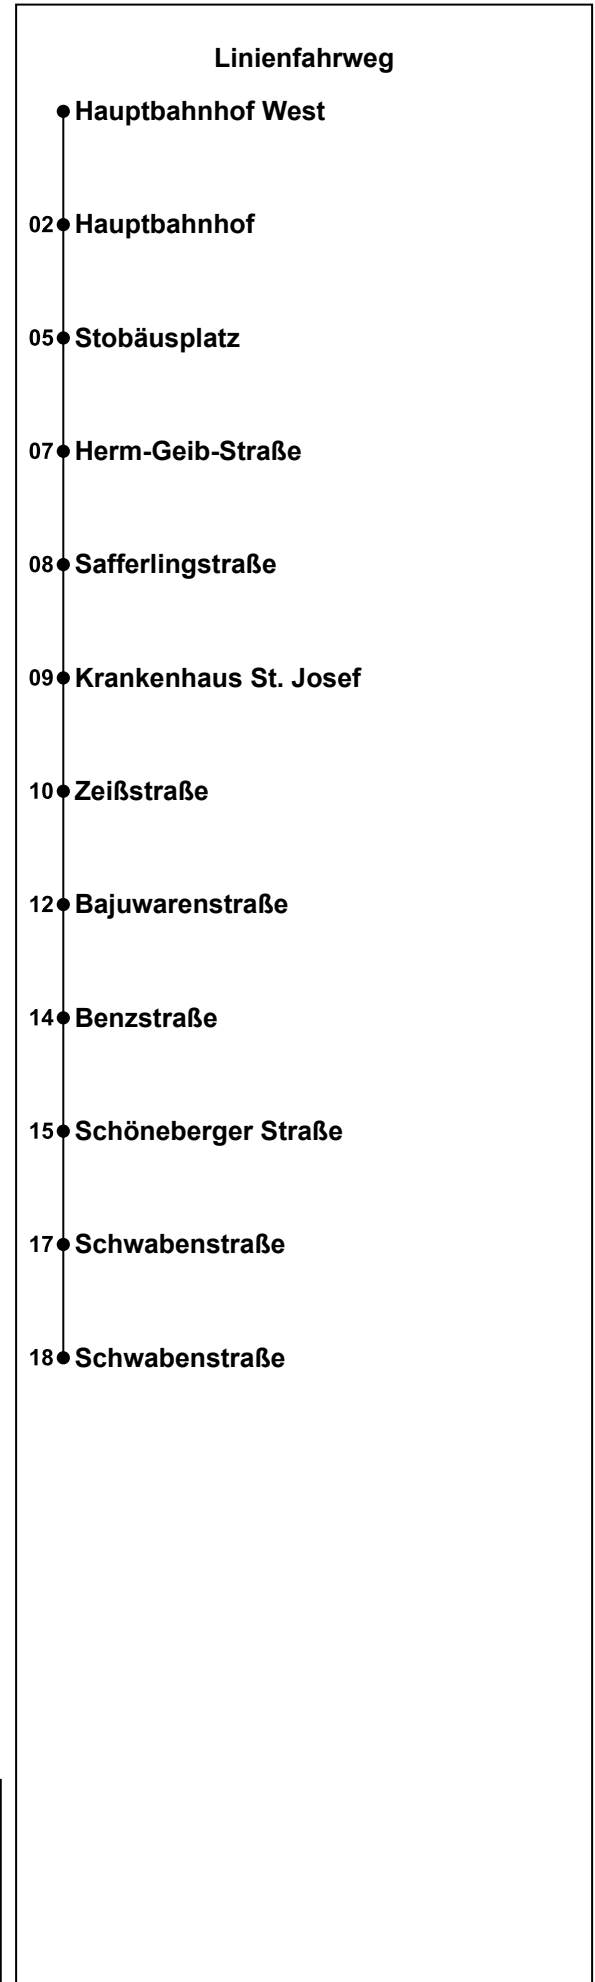 Linienfahrweg
Hauptbahnhof West
02 Hauptbahnhof
05 Stobäusplatz
07 Herm-Geib-Straße
08 Safferlingstraße
09 Krankenhaus St. Josef
10 Zeißstraße
12 Bajuwarenstraße
14 Benzstraße
15 Schöneberger Straße
17 Schwabenstraße
18 Schwabenstraße